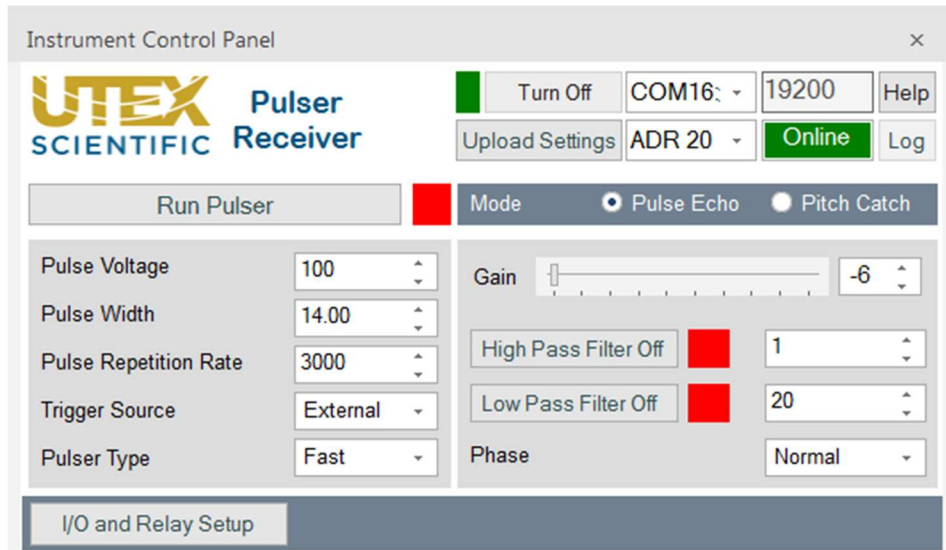 Instrument Control Panel
UTEX
SCIENTIFIC
Pulser
Receiver
Turn Off COM16: 19200 Help
Upload Settings ADR 20 Online Log
Run Pulser
Mode Pulse Echo Pitch Catch
Pulse Voltage 100
Pulse Width 14.00
Pulse Repetition Rate 3000
Trigger Source External
Pulser Type Fast
Gain -6
High Pass Filter Off 1
Low Pass Filter Off 20
Phase Normal
I/O and Relay Setup